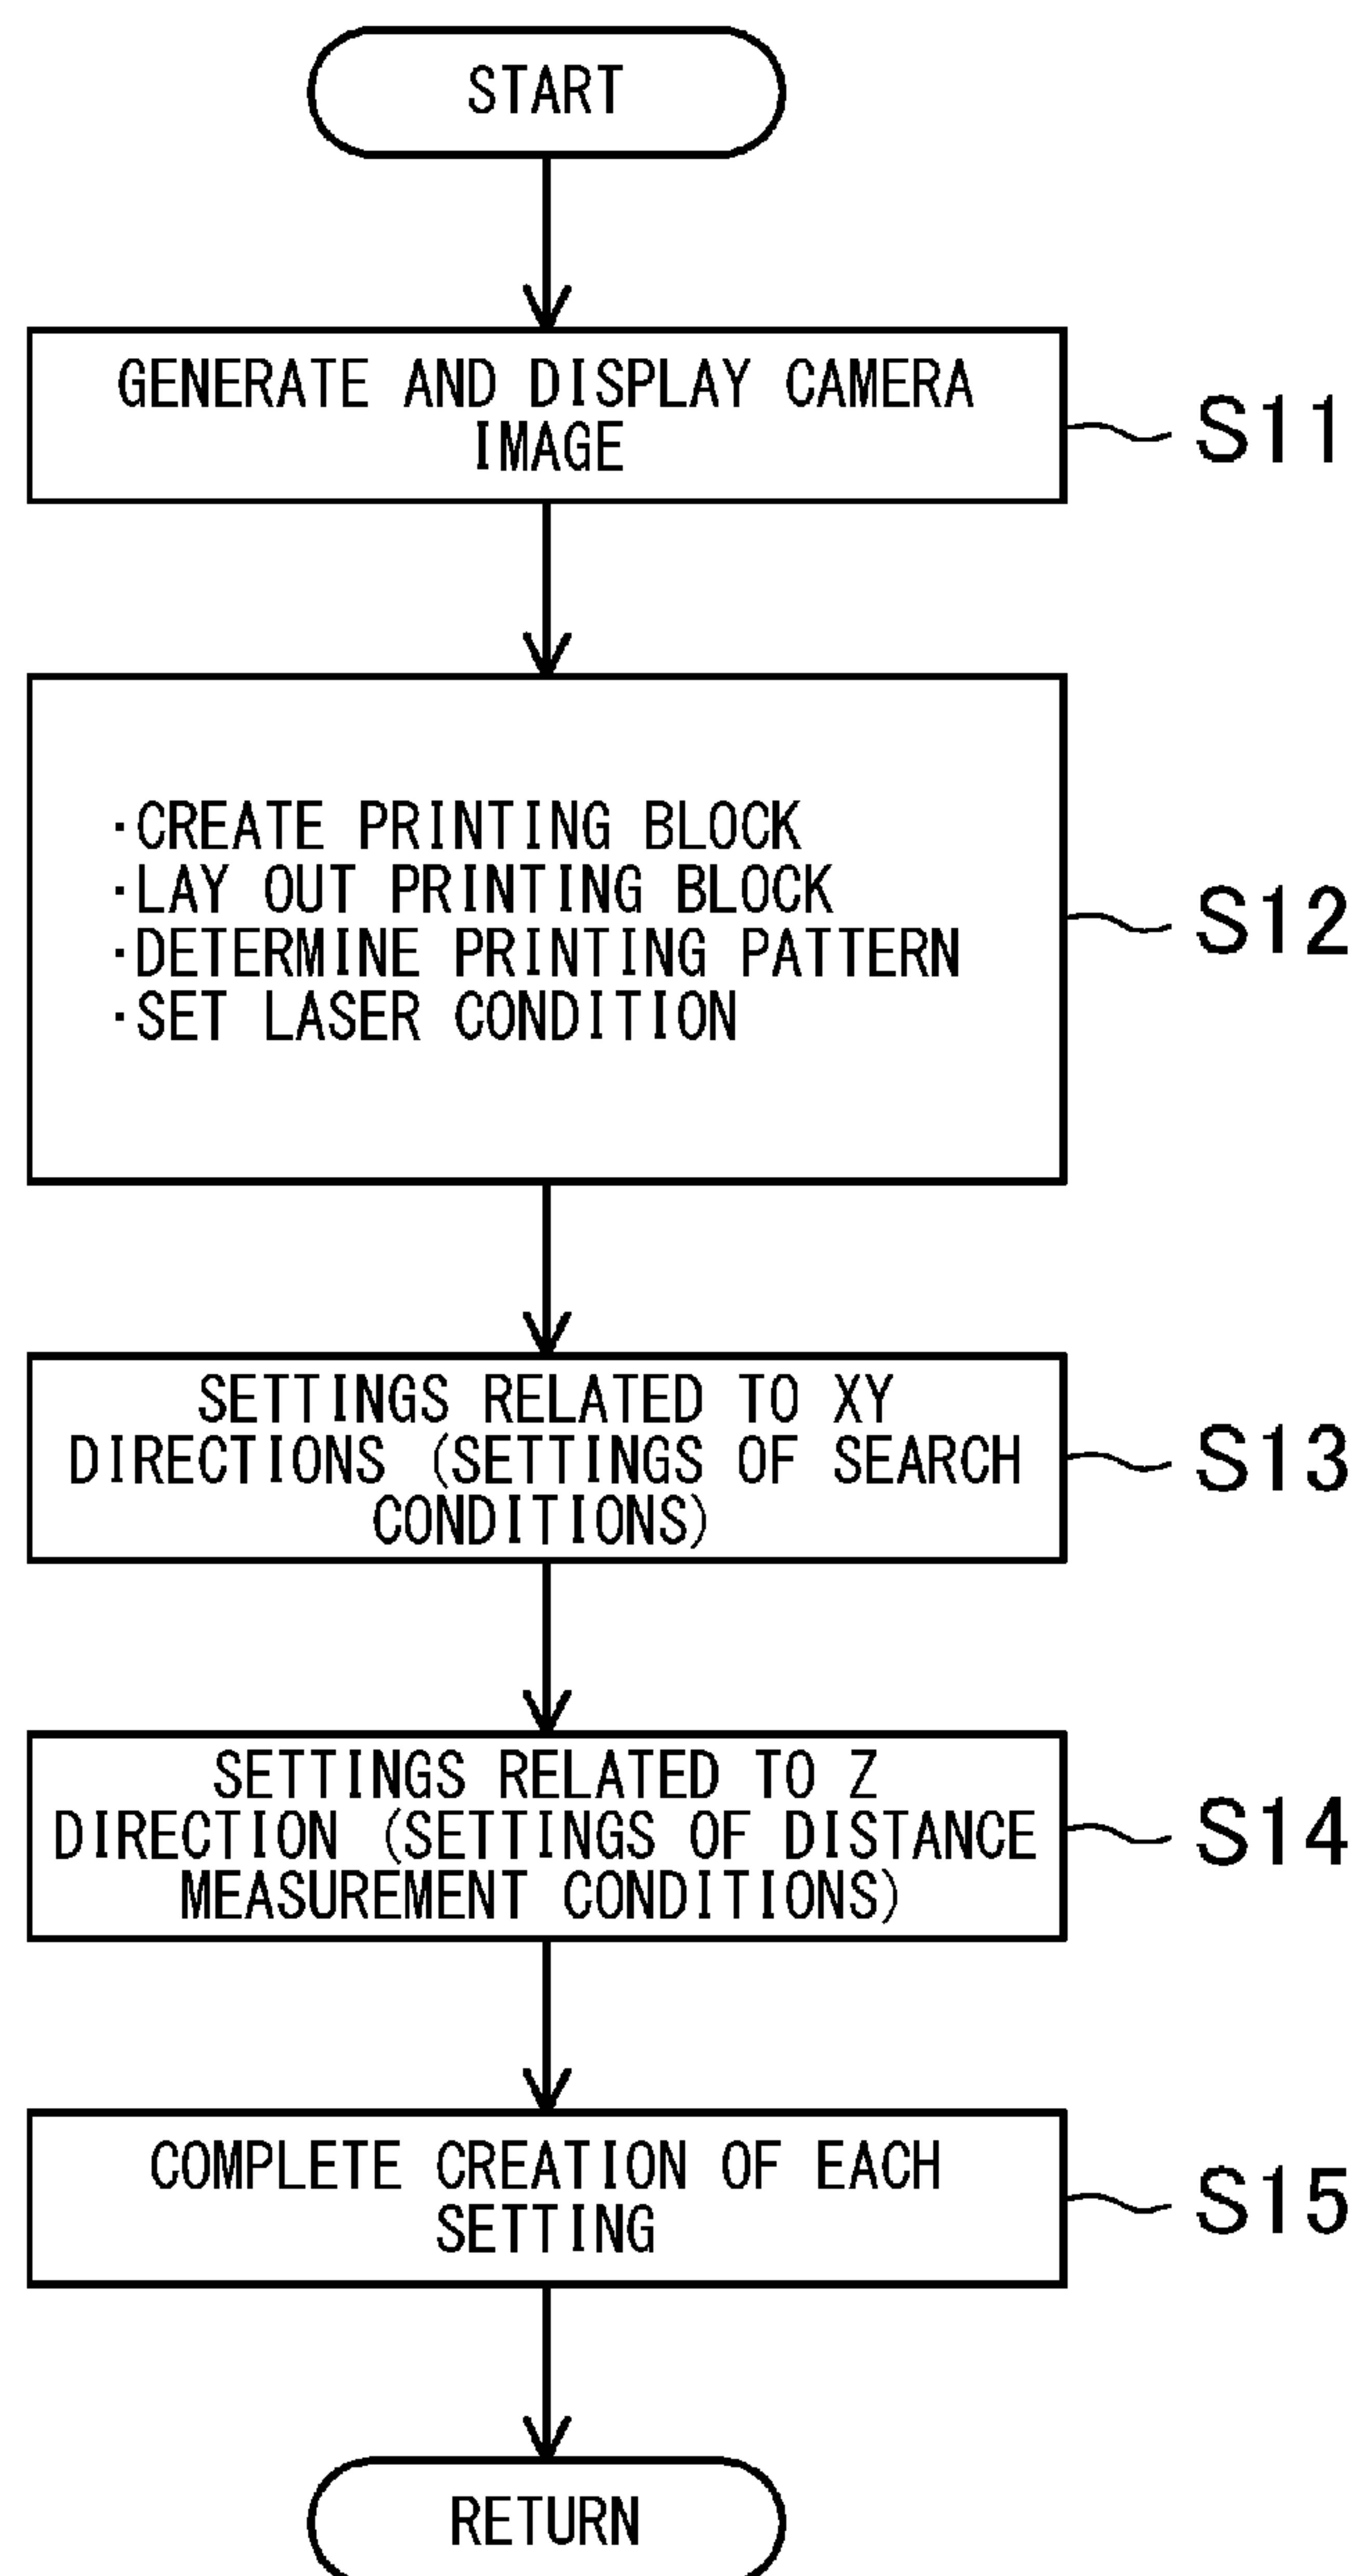 START
GENERATE AND DISPLAY CAMERA
IMAGE
S11
·CREATE PRINTING BLOCK
·LAY OUT PRINTING BLOCK
·DETERMINE PRINTING PATTERN
·SET LASER CONDITION
S12
SETTINGS RELATED TO XY
DIRECTIONS (SETTINGS OF SEARCH
CONDITIONS)
S13
SETTINGS RELATED TO Z
DIRECTION (SETTINGS OF DISTANCE
MEASUREMENT CONDITIONS)
S14
COMPLETE CREATION OF EACH
SETTING
S15
RETURN